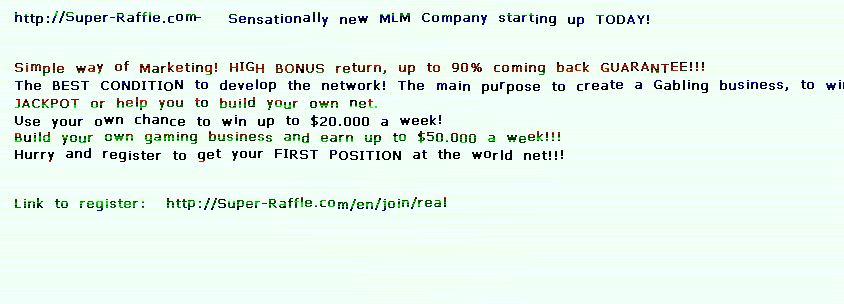 http://Super-Raffle.com- Sensationally new MLM Company starting up TODAY!
Simple way of Marketing! HIGH BONUS return, up to 90% coming back GUARANTEE!!!
The BEST CONDITION to develop the network! The main purpose to create a Gabling business, to win
JACKPOT or help you to build your own net.
Use your own chance to win up to $20.000 a week!
Build your own gaming business and earn up to $50.000 a week!!!
Hurry and register to get your FIRST POSITION at the world net!!!
Link to register: http://Super-Raffle.com/en/join/real